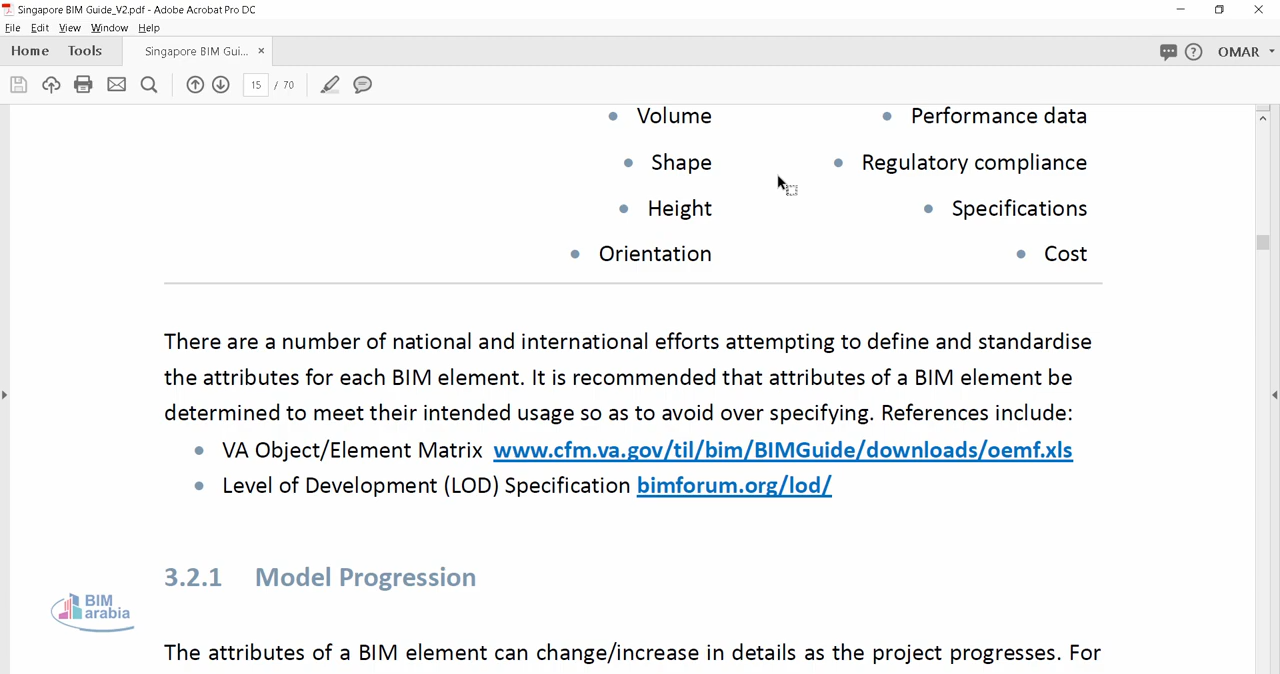 Singapore BIM Guide_V2.pdf - Adobe Acrobat Pro DC
File Edit View Window Help
Home Tools Singapore BIM Gui... × OMAR
15 / 70
• Volume • Performance data
• Shape • Regulatory compliance
• Height • Specifications
• Orientation • Cost
There are a number of national and international efforts attempting to define and standardise
the attributes for each BIM element. It is recommended that attributes of a BIM element be
determined to meet their intended usage so as to avoid over specifying. References include:
• VA Object/Element Matrix www.cfm.va.gov/til/bim/BIMGuide/downloads/oemf.xls
• Level of Development (LOD) Specification bimforum.org/lod/
3.2.1 Model Progression
BIM
arabia
The attributes of a BIM element can change/increase in details as the project progresses. For